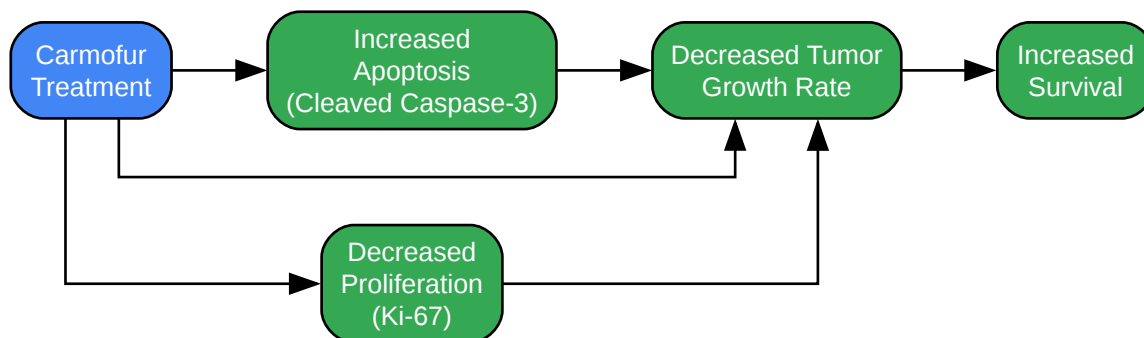 Carmofur
Treatment
Increased
Apoptosis
(Cleaved Caspase-3)
Decreased Tumor
Growth Rate
Increased
Survival
Decreased
Proliferation
(Ki-67)